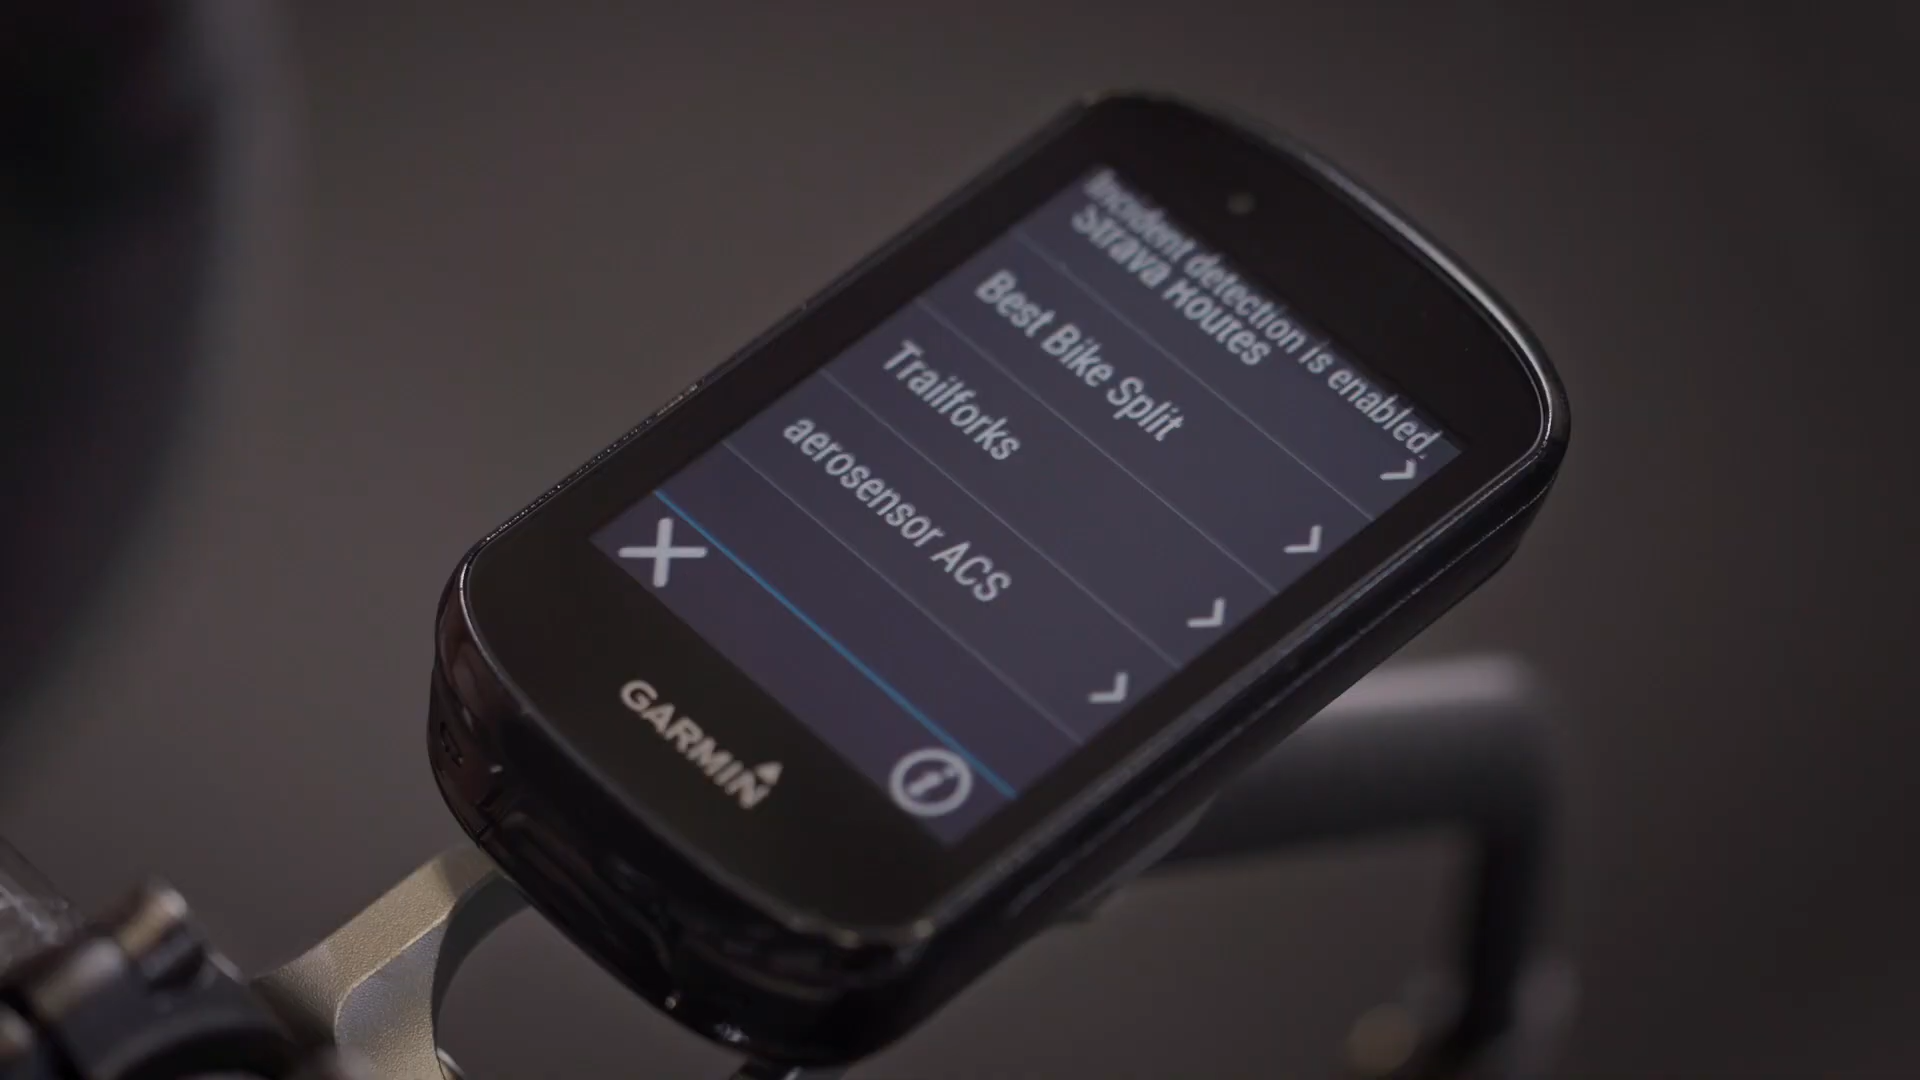 Incident detection is enabled.
Strava Routes
Best Bike Split
Trailforks
aerosensor ACS
GARMIN